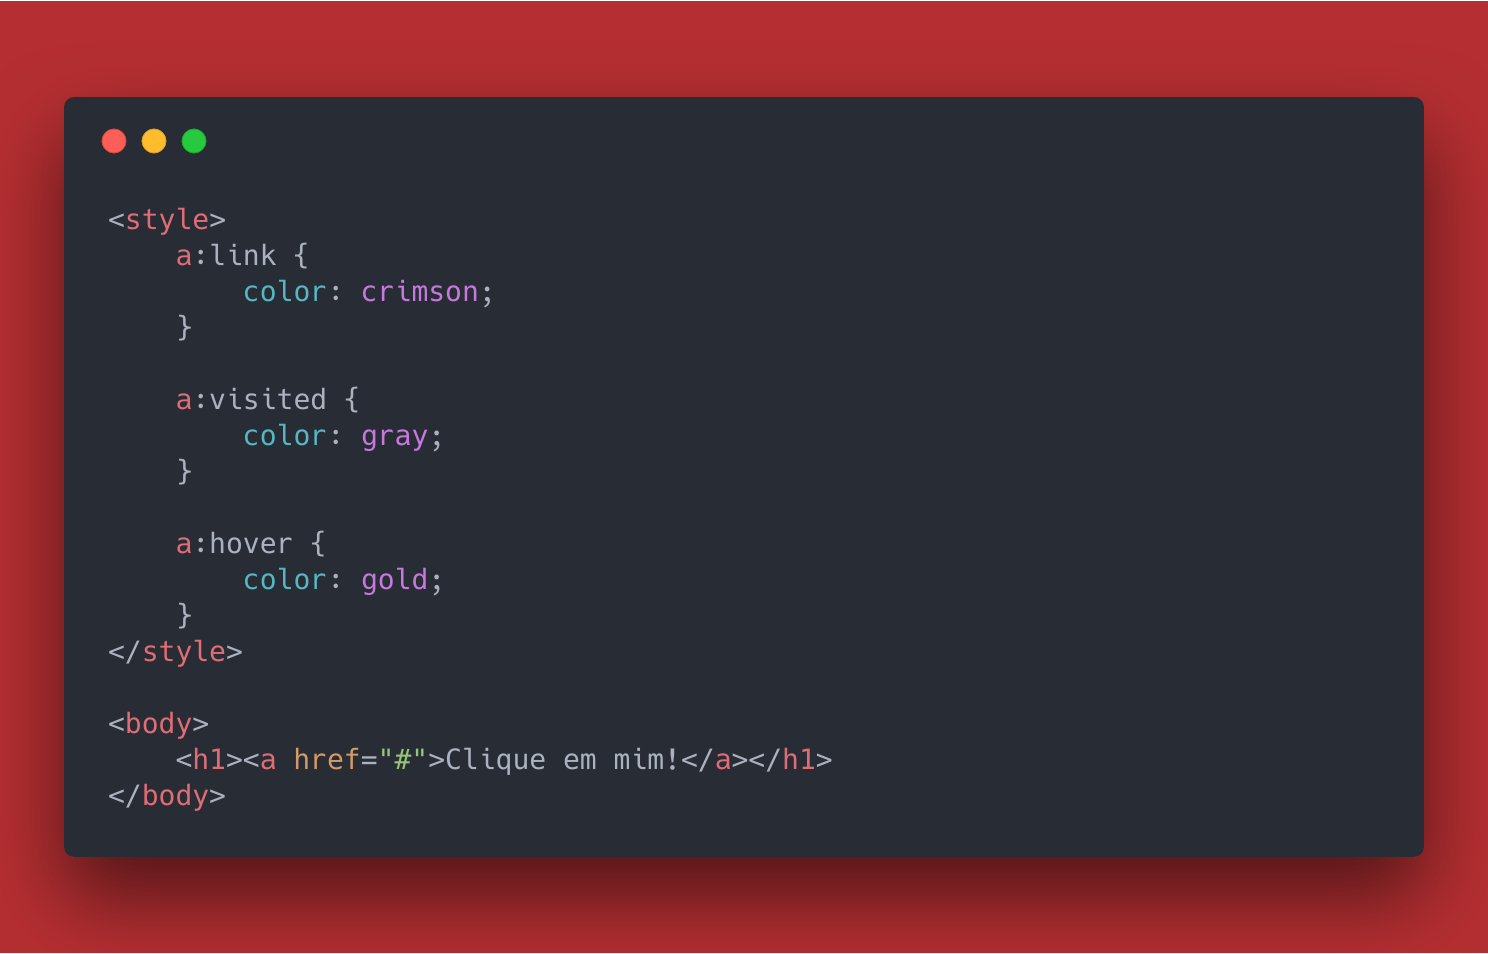 <style>
    a:link {
        color: crimson;
    }

    a:visited {
        color: gray;
    }

    a:hover {
        color: gold;
    }
</style>

<body>
    <h1><a href="#">Clique em mim!</a></h1>
</body>